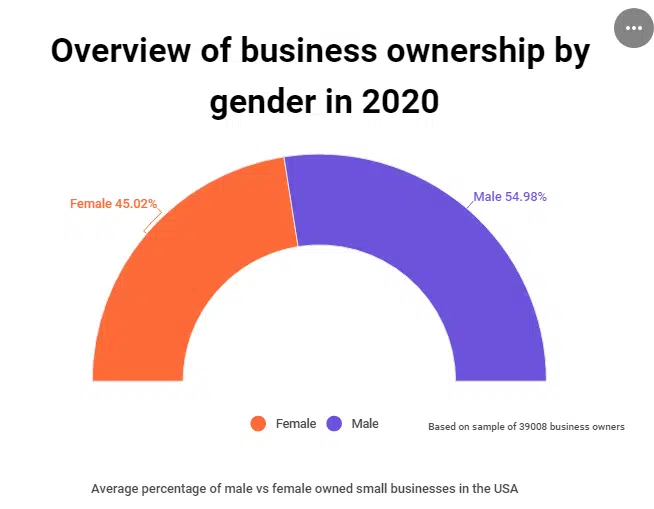 Overview of business ownership by
gender in 2020
Female 45.02%
Male 54.98%
Female
Male
Based on sample of 39008 business owners
Average percentage of male vs female owned small businesses in the USA